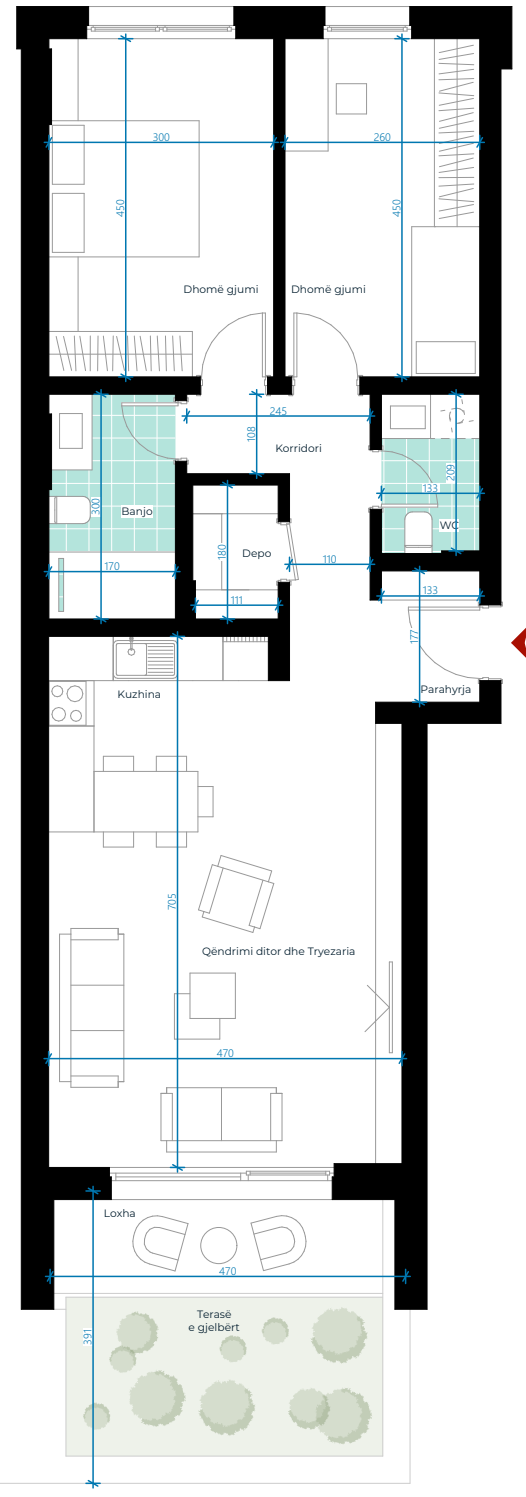 300
260
450
450
Dhomë gjumi
Dhomë gjumi
245
108
Korridori
209
133
300
Banjo
WC
180
Depo
110
170
111
133
177
Kuzhina
Parahyrja
705
Qëndrimi ditor dhe Tryezaria
470
Loxha
470
391
Terasë
e gjelbërt